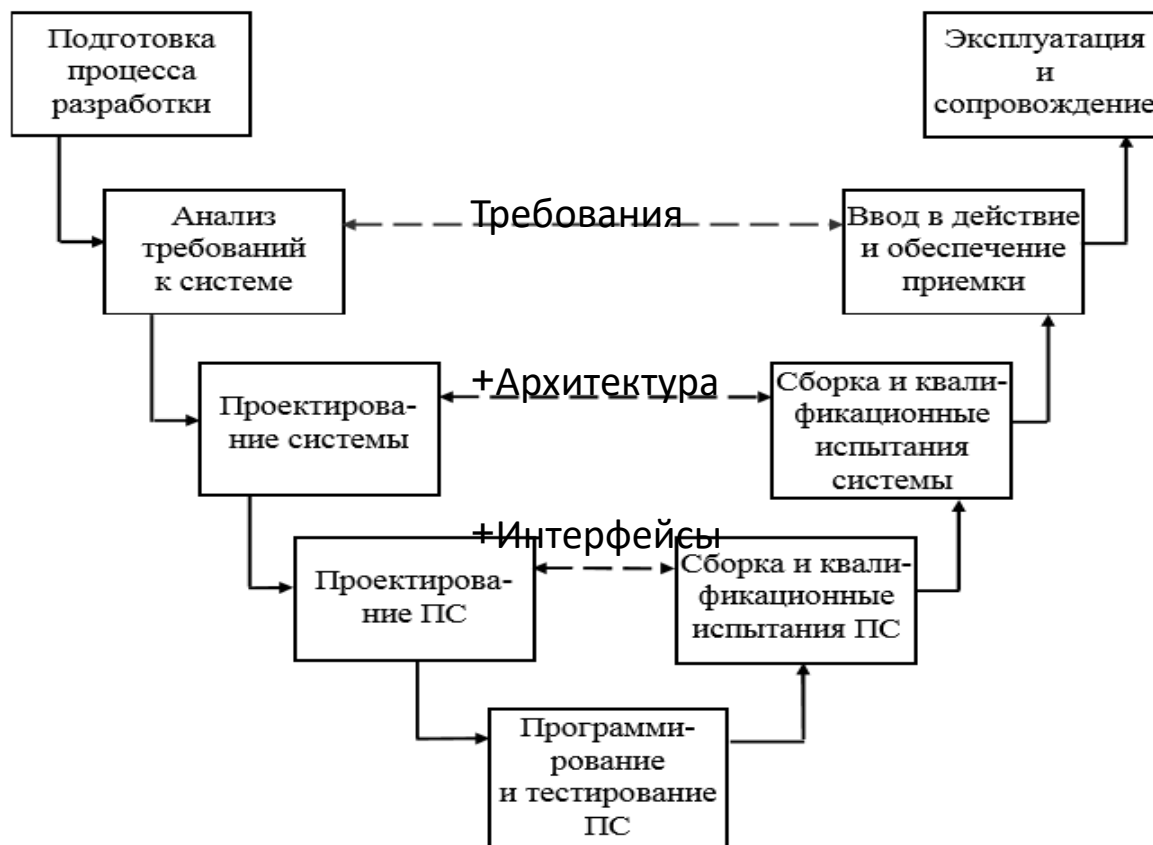 Подготовка
процесса
разработки
Эксплуатация
и
сопровождение
Анализ
требований
к системе
Требования
Ввод в действие
и обеспечение
приемки
Проектирова-
ние системы
+Архитектура
Сборка и квали-
фикационные
испытания
системы
Проектирова-
ние ПС
+Интерфейсы
Сборка и квали-
фикационные
испытания ПС
Программи-
рование
и тестирование
ПС